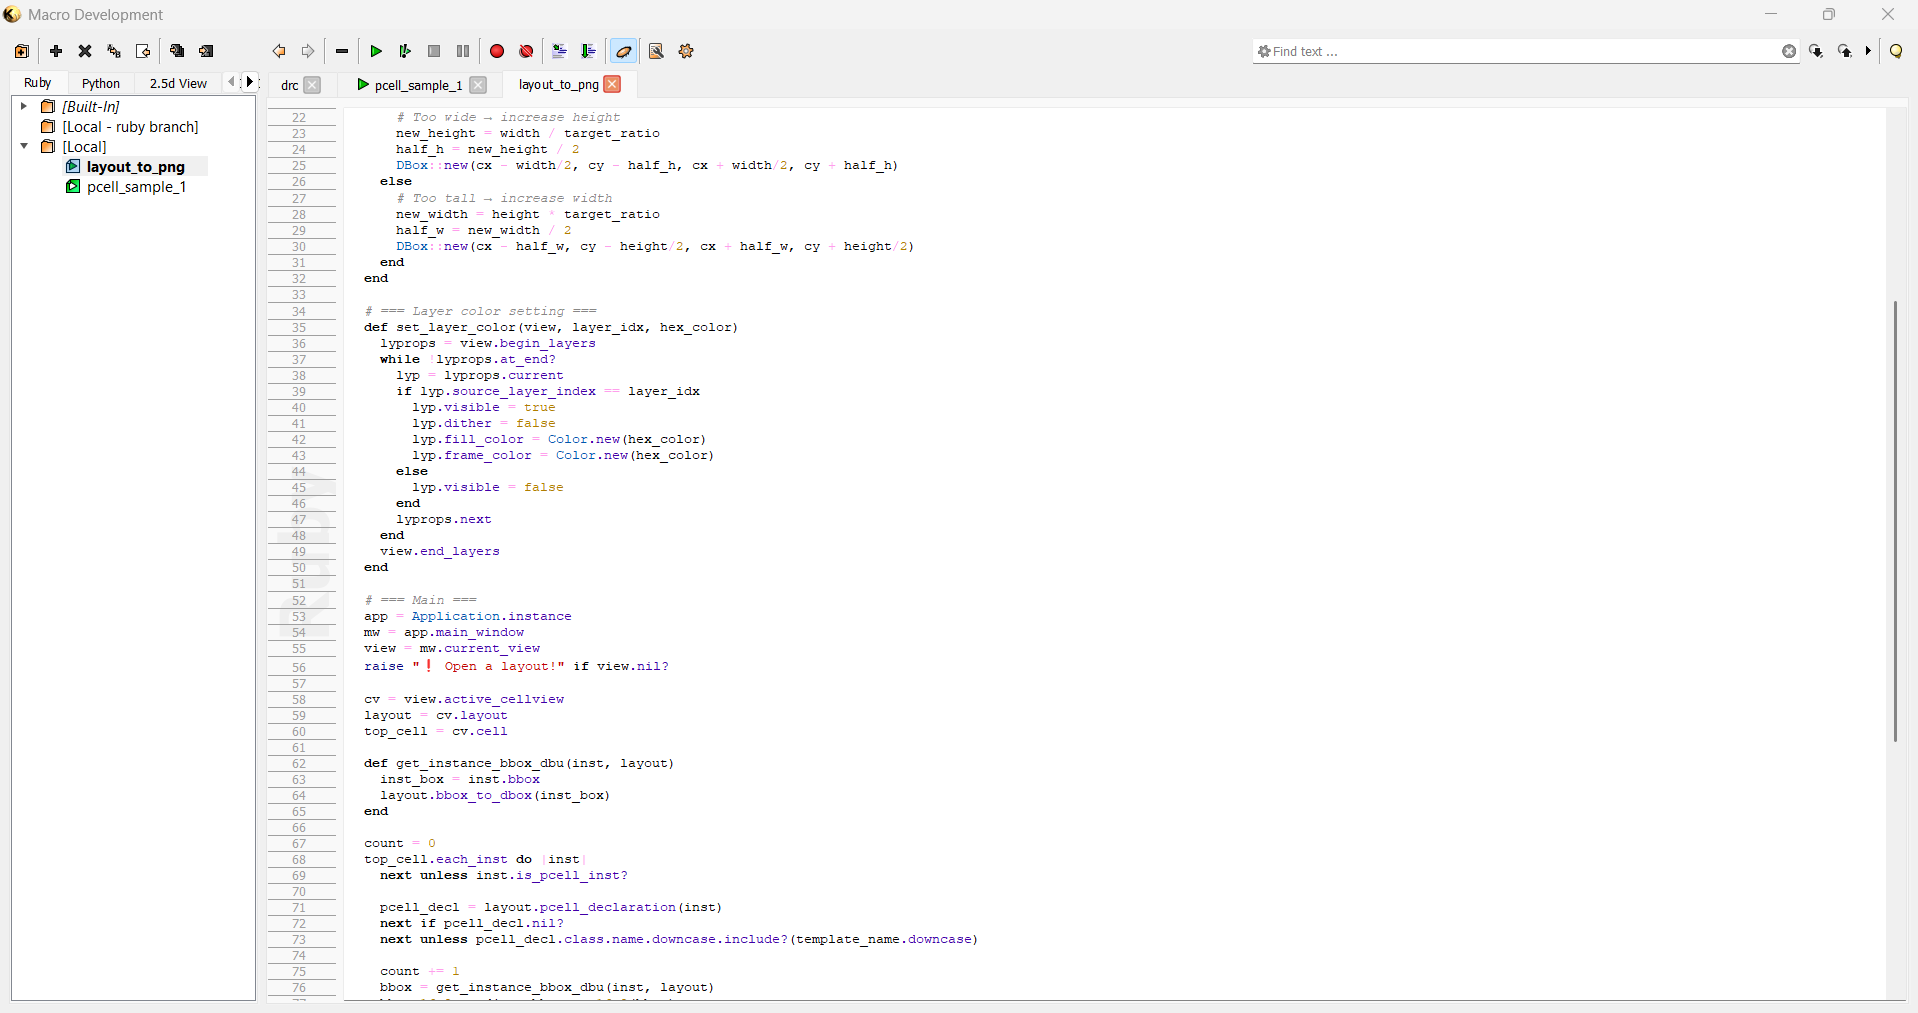 Macro Development
Find text ...
Ruby
Python
2.5d View
drc
pcell_sample_1
layout_to_png
[Built-In]
[Local - ruby branch]
[Local]
layout_to_png
pcell_sample_1
Ruby
22 # Too wide → increase height
23 new_height = width / target_ratio
24 half_h = new_height / 2
25 DBox::new(cx - width/2, cy - half_h, cx + width/2, cy + half_h)
26 else
27 # Too tall → increase width
28 new_width = height * target_ratio
29 half_w = new_width / 2
30 DBox::new(cx - half_w, cy - height/2, cx + half_w, cy + height/2)
31 end
32 end
33
34 # === Layer color setting ===
35 def set_layer_color(view, layer_idx, hex_color)
36 lyprops = view.begin_layers
37 while !lyprops.at_end?
38 lyp = lyprops.current
39 if lyp.source_layer_index == layer_idx
40 lyp.visible = true
41 lyp.dither = false
42 lyp.fill_color = Color.new(hex_color)
43 lyp.frame_color = Color.new(hex_color)
44 else
45 lyp.visible = false
46 end
47 lyprops.next
48 end
49 view.end_layers
50 end
51
52 # === Main ===
53 app = Application.instance
54 mw = app.main_window
55 view = mw.current_view
56 raise "❗ Open a layout!" if view.nil?
57
58 cv = view.active_cellview
59 layout = cv.layout
60 top_cell = cv.cell
61
62 def get_instance_bbox_dbu(inst, layout)
63 inst_box = inst.bbox
64 layout.bbox_to_dbox(inst_box)
65 end
66
67 count = 0
68 top_cell.each_inst do |inst|
69 next unless inst.is_pcell_inst?
70
71 pcell_decl = layout.pcell_declaration(inst)
72 next if pcell_decl.nil?
73 next unless pcell_decl.class.name.downcase.include?(template_name.downcase)
74
75 count += 1
76 bbox = get_instance_bbox_dbu(inst, layout)